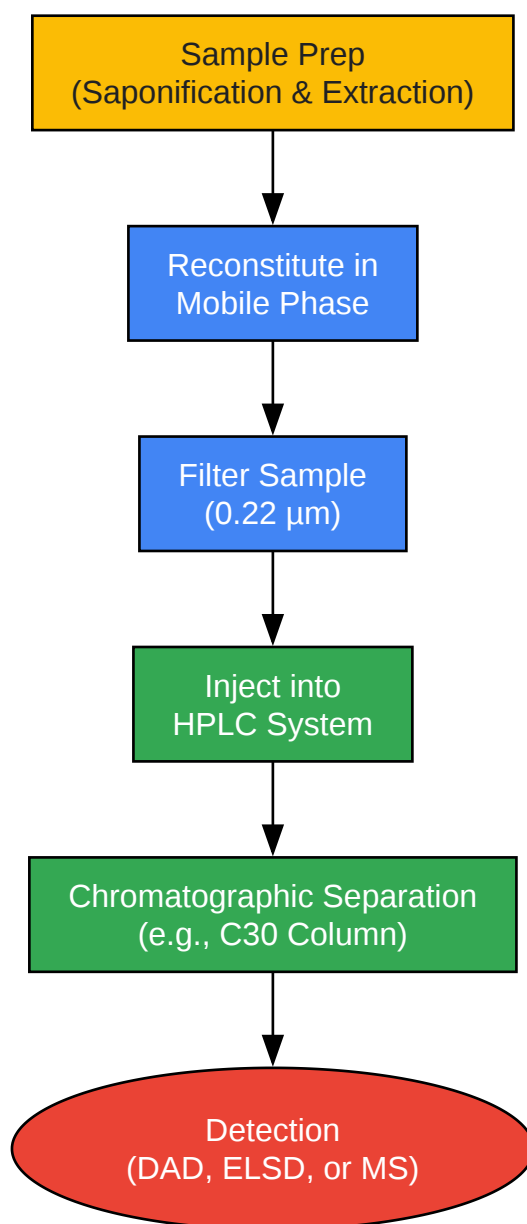 Sample Prep
(Saponification & Extraction)
Reconstitute in
Mobile Phase
Filter Sample
(0.22 µm)
Inject into
HPLC System
Chromatographic Separation
(e.g., C30 Column)
Detection
(DAD, ELSD, or MS)